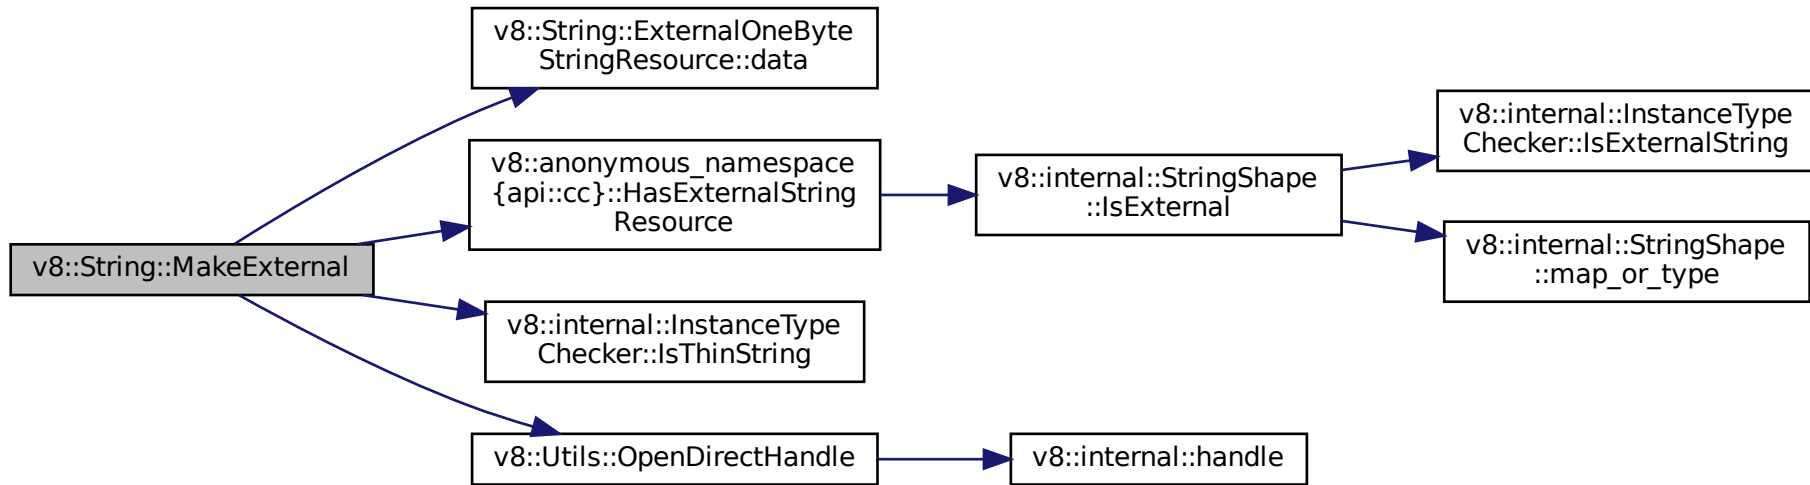 v8::String::ExternalOneByte
StringResource::data
v8::internal::InstanceType
Checker::IsExternalString
v8::anonymous_namespace
{api::cc}::HasExternalString
Resource
v8::internal::StringShape
::IsExternal
v8::String::MakeExternal
v8::internal::StringShape
::map_or_type
v8::internal::InstanceType
Checker::IsThinString
v8::Utils::OpenDirectHandle
v8::internal::handle